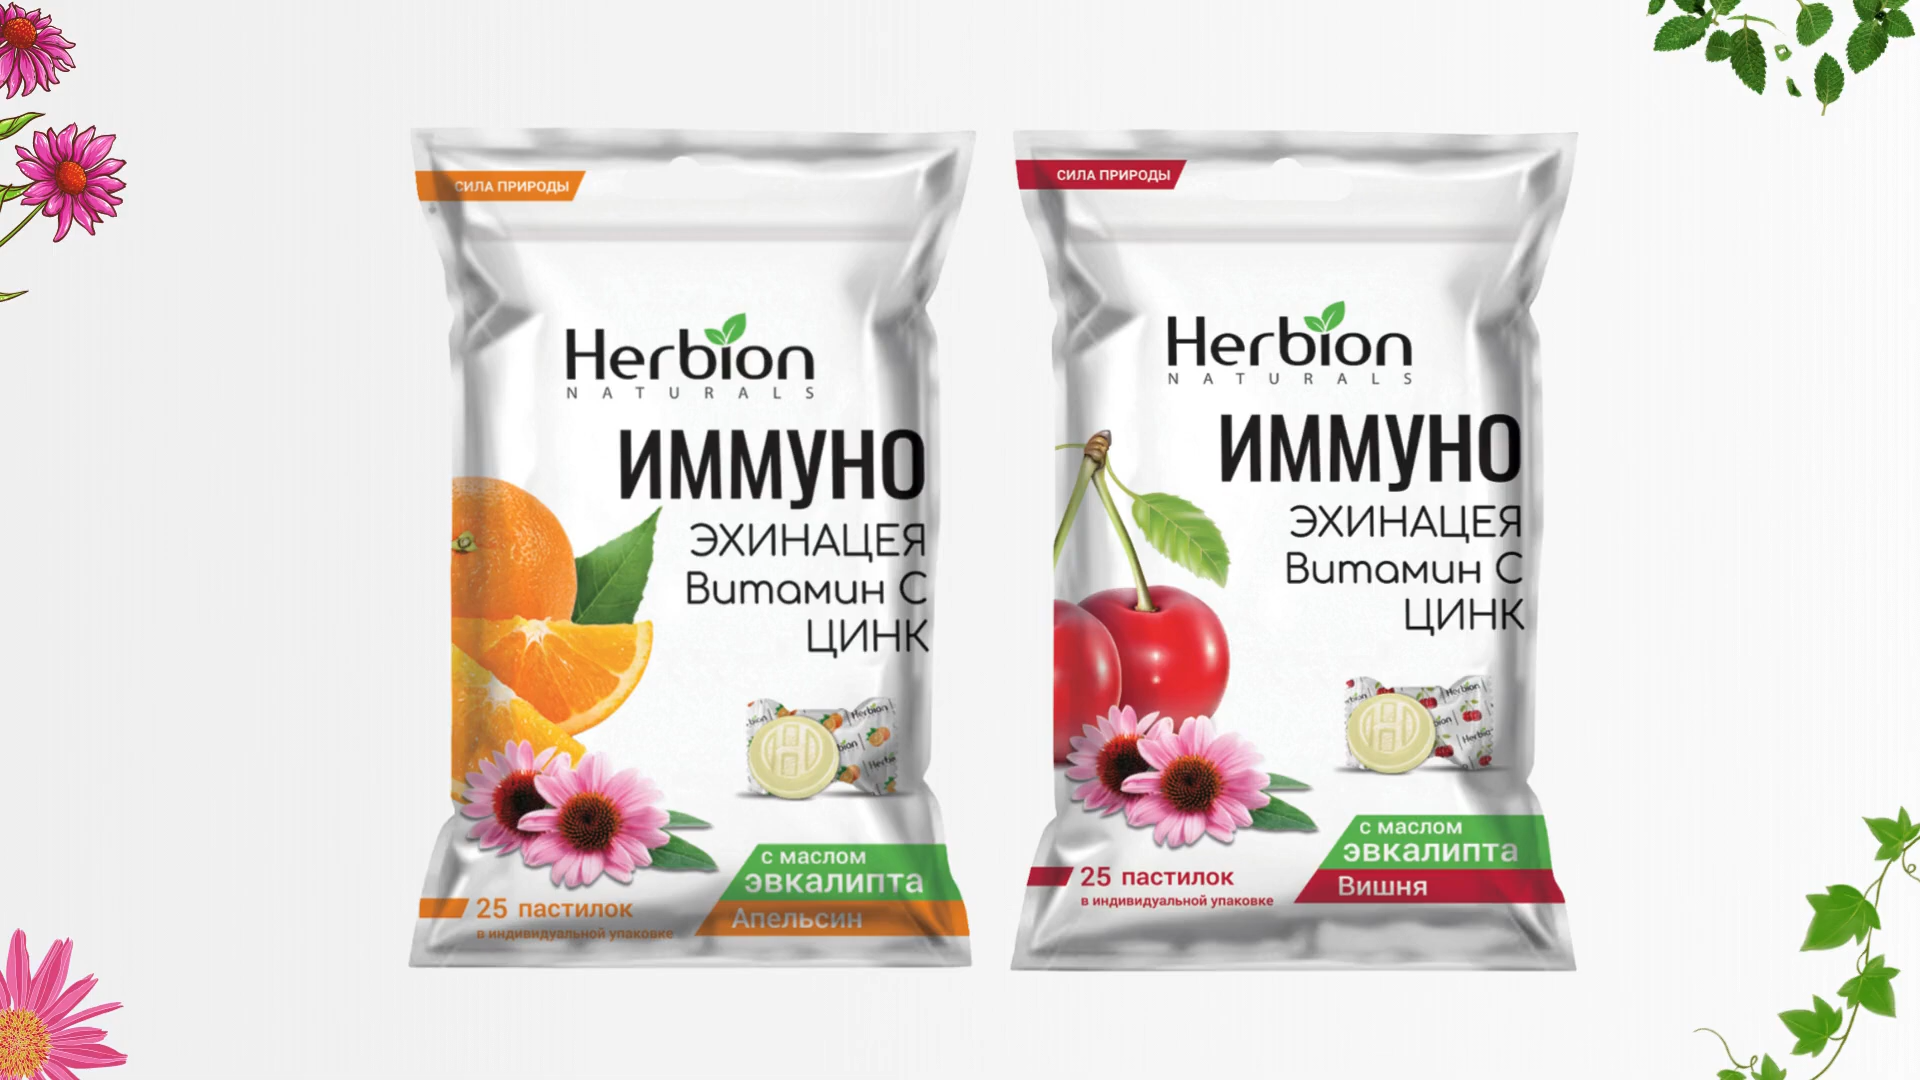 СИЛА ПРИРОДЫ
Herbion
NATURALS
ИММУНО
ЭХИНАЦЕЯ
Витамин С
ЦИНК
с маслом
эвкалипта
25 пастилок
в индивидуальной упаковке
Апельсин
СИЛА ПРИРОДЫ
Herbion
NATURALS
ИММУНО
ЭХИНАЦЕЯ
Витамин С
ЦИНК
Herbion
с маслом
эвкалипта
25 пастилок
в индивидуальной упаковке
Вишня